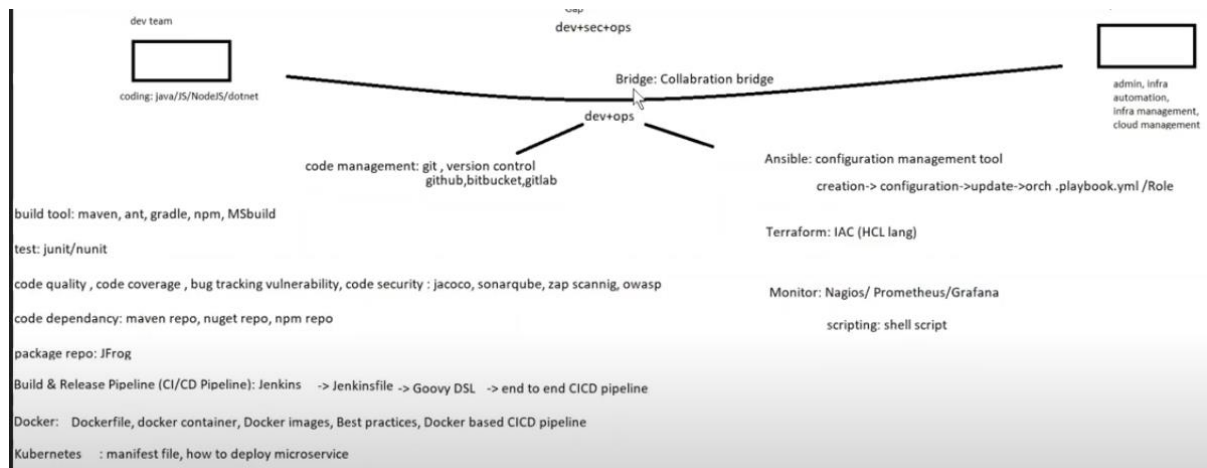 dev team
dev+sec+ops
Bridge: Collabration bridge
coding: java/JS/NodeJS/dotnet
admin, infra
automation,
infra management,
cloud management
dev+ops
code management: git , version control
github,bitbucket,gitlab
Ansible: configuration management tool
creation-> configuration->update->orch .playbook.yml /Role
build tool: maven, ant, gradle, npm, MSbuild
Terraform: IAC (HCL lang)
test: junit/nunit
code quality , code coverage , bug tracking vulnerability, code security : jacoco, sonarqube, zap scannig, owasp
Monitor: Nagios/ Prometheus/Grafana
scripting: shell script
code dependancy: maven repo, nuget repo, npm repo
package repo: JFrog
Build & Release Pipeline (CI/CD Pipeline): Jenkins -> Jenkinsfile -> Goovy DSL -> end to end CICD pipeline
Docker: Dockerfile, docker container, Docker images, Best practices, Docker based CICD pipeline
Kubernetes : manifest file, how to deploy microservice